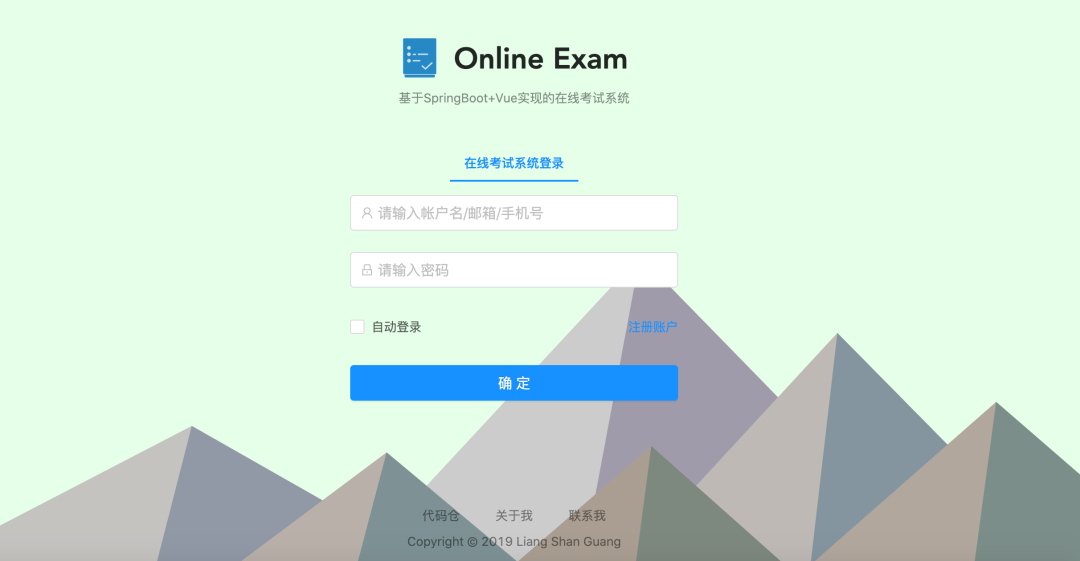 Online Exam
基于SpringBoot+Vue实现的在线考试系统
在线考试系统登录
请输入帐户名/邮箱/手机号
请输入密码
自动登录 注册账户
确 定
代码仓 关于我 联系我
Copyright © 2019 Liang Shan Guang